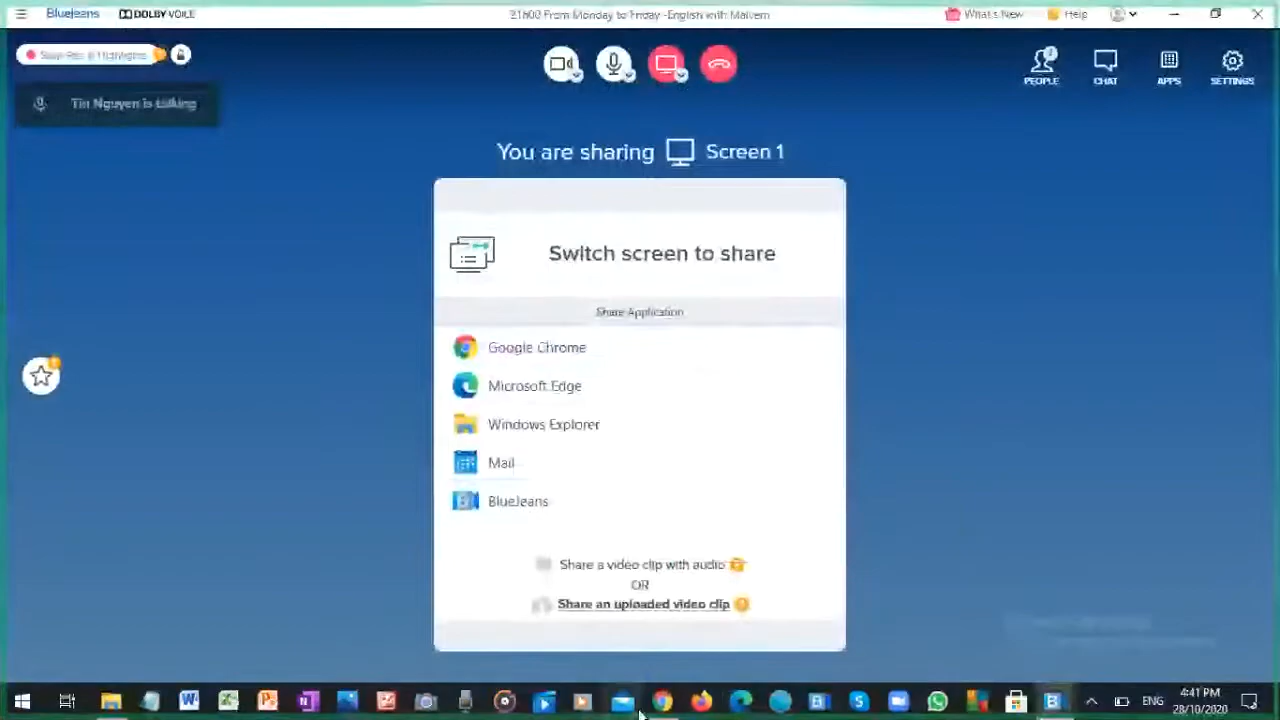 BlueJeans DOLBY VOICE
21h00 From Monday to Friday -English with Malvern
What's New
Help
PEOPLE
CHAT
APPS
SETTINGS
Tin Nguyen is talking
You are sharing Screen 1
Switch screen to share
Share Application
Google Chrome
Microsoft Edge
Windows Explorer
Mail
BlueJeans
Share a video clip with audio
OR
Share an uploaded video clip
ENG
4:41 PM
28/10/2020